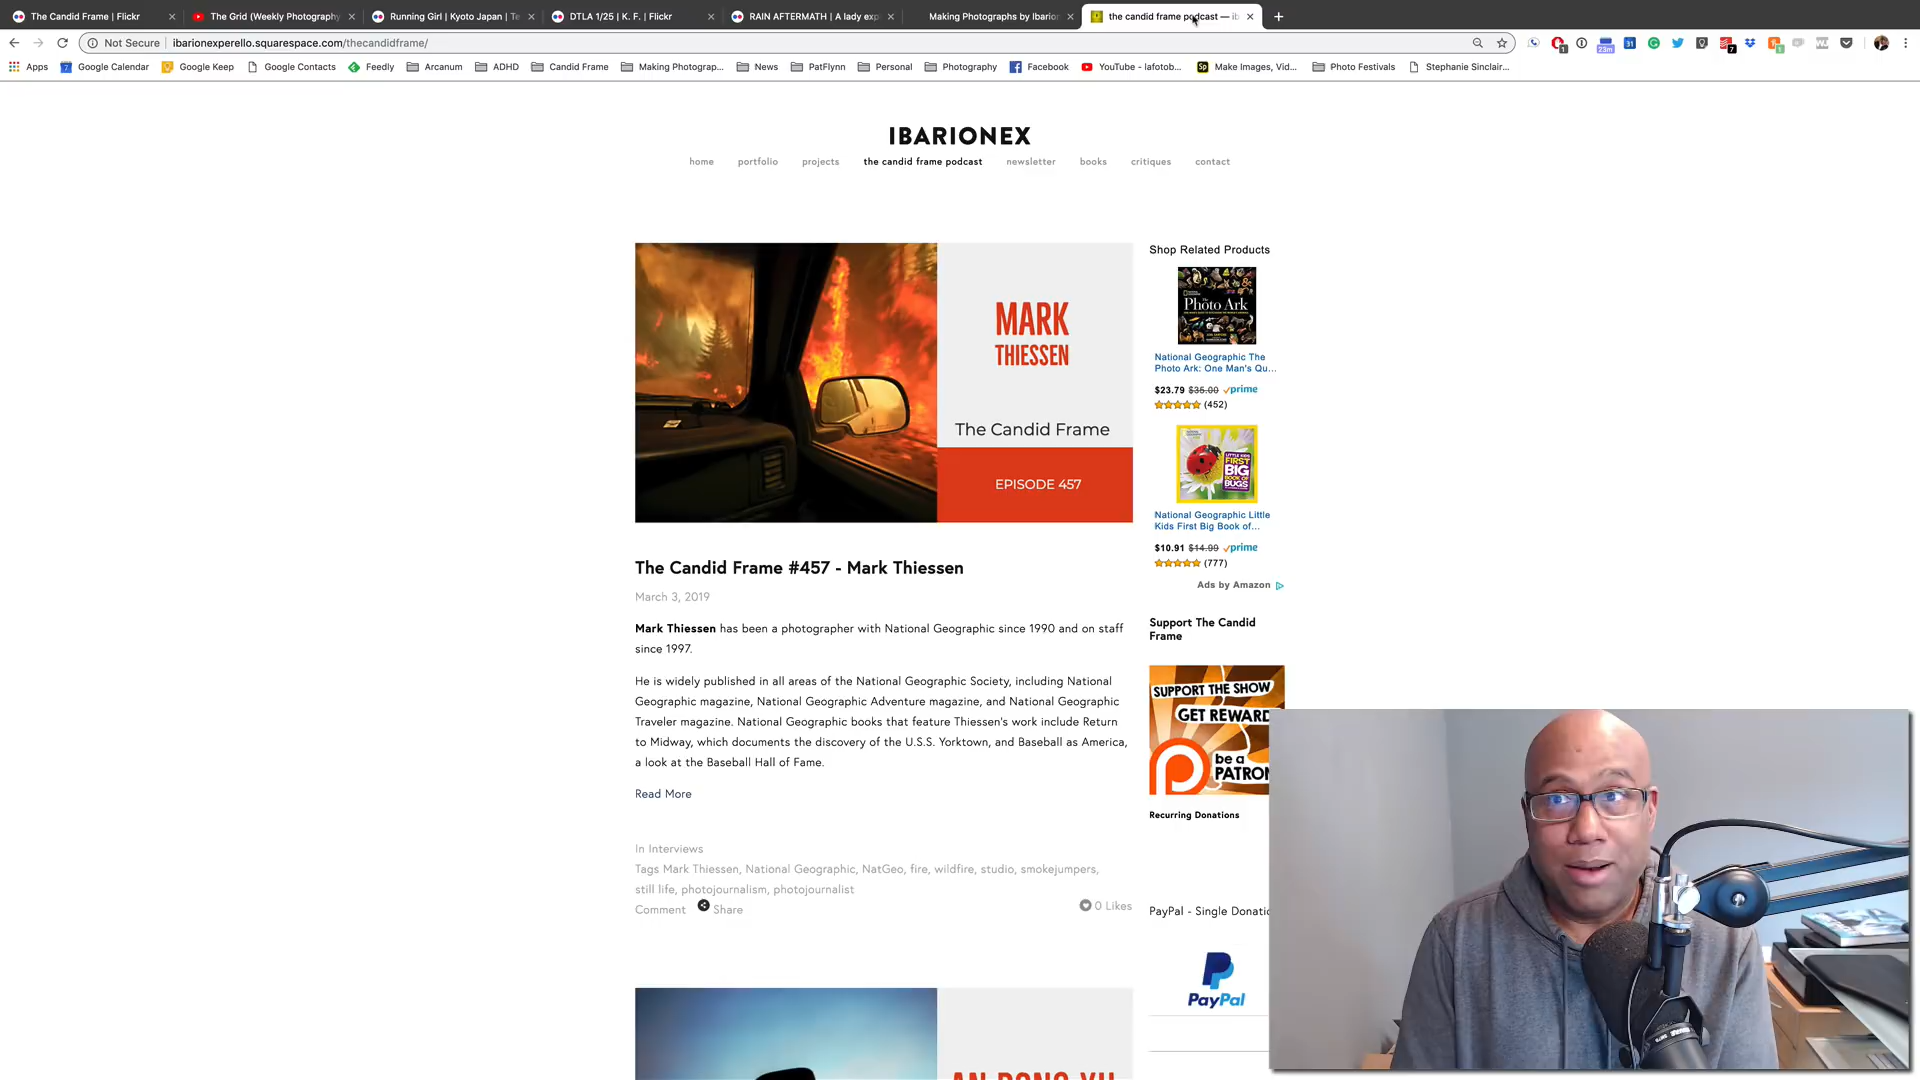 The Candid Frame | Flickr
The Grid (Weekly Photography
Running Girl | Kyoto Japan | Te
DTLA 1/25 | K. F. | Flickr
RAIN AFTERMATH | A lady exp
Making Photographs by Ibarion
the candid frame podcast — ib
Not Secure | ibarionexperello.squarespace.com/thecandidframe/
Apps Google Calendar Google Keep Google Contacts Feedly Arcanum ADHD Candid Frame Making Photograp... News PatFlynn Personal Photography Facebook YouTube - lafotob... Make Images, Vid... Photo Festivals Stephanie Sinclair...
IBARIONEX
home portfolio projects the candid frame podcast newsletter books critiques contact
MARK
THIESSEN
The Candid Frame
EPISODE 457
Shop Related Products
Photo Ark
National Geographic The
Photo Ark: One Man's Qu...
$23.79 $35.00 prime
(452)
LITTLE KIDS
FIRST
BIG
BOOK OF
BUGS
National Geographic Little
Kids First Big Book of...
$10.91 $14.99 prime
(777)
Ads by Amazon
The Candid Frame #457 - Mark Thiessen
March 3, 2019
Mark Thiessen has been a photographer with National Geographic since 1990 and on staff
since 1997.
He is widely published in all areas of the National Geographic Society, including National
Geographic magazine, National Geographic Adventure magazine, and National Geographic
Traveler magazine. National Geographic books that feature Thiessen's work include Return
to Midway, which documents the discovery of the U.S.S. Yorktown, and Baseball as America,
a look at the Baseball Hall of Fame.
Read More
In Interviews
Tags Mark Thiessen, National Geographic, NatGeo, fire, wildfire, studio, smokejumpers,
still life, photojournalism, photojournalist
Comment Share
0 Likes
Support The Candid
Frame
SUPPORT THE SHOW
GET REWARD
be a
PATRON
Recurring Donations
PayPal - Single Donatio
PayPal